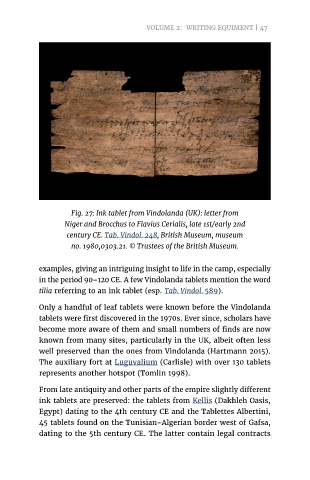 VOLUME 2: WRITING EQUIMENT | 47
Fig. 27: Ink tablet from Vindolanda (UK): letter from
Niger and Brocchus to Flavius Cerialis, late 1st/early 2nd
century CE. Tab. Vindol. 248, British Museum, museum
no. 1980,0303.21. © Trustees of the British Museum.
examples, giving an intriguing insight to life in the camp, especially
in the period 90–120 CE. A few Vindolanda tablets mention the word
tilia referring to an ink tablet (esp. Tab. Vindol. 589).
Only a handful of leaf tablets were known before the Vindolanda
tablets were first discovered in the 1970s. Ever since, scholars have
become more aware of them and small numbers of finds are now
known from many sites, particularly in the UK, albeit often less
well preserved than the ones from Vindolanda (Hartmann 2015).
The auxiliary fort at Luguvalium (Carlisle) with over 130 tablets
represents another hotspot (Tomlin 1998).
From late antiquity and other parts of the empire slightly different
ink tablets are preserved: the tablets from Kellis (Dakhleh Oasis,
Egypt) dating to the 4th century CE and the Tablettes Albertini,
45 tablets found on the Tunisian–Algerian border west of Gafsa,
dating to the 5th century CE. The latter contain legal contracts